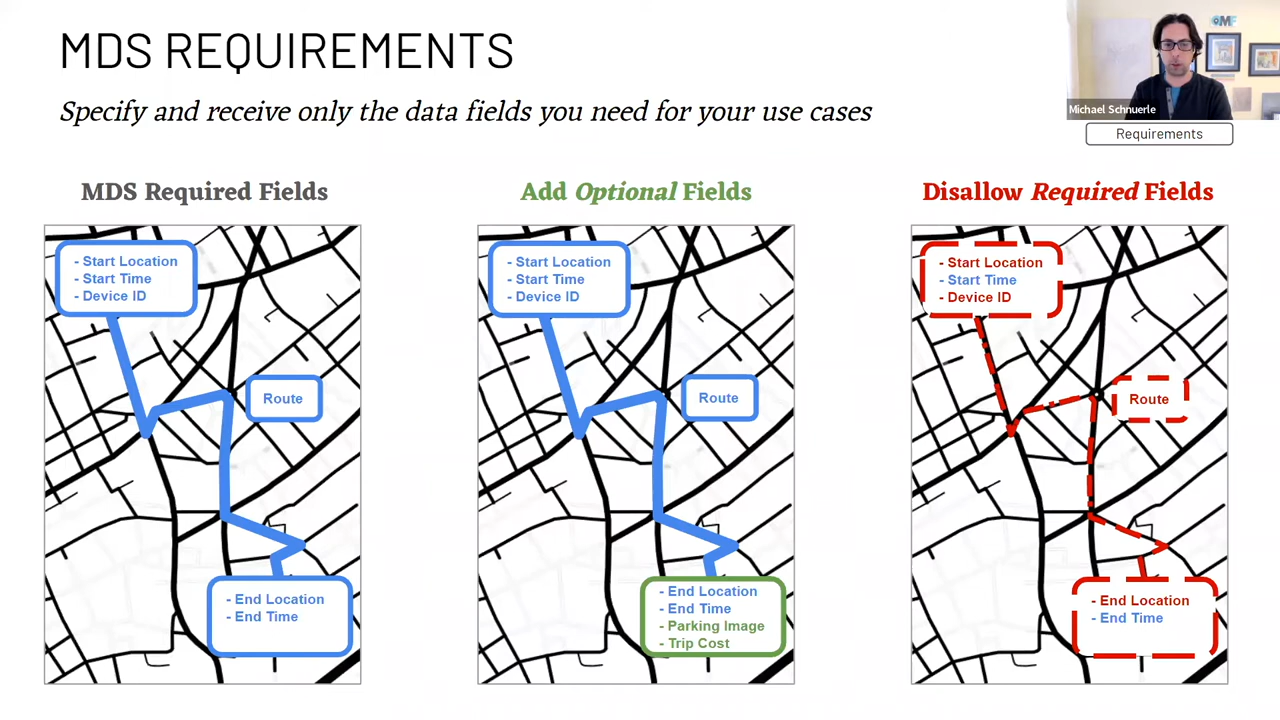 MDS REQUIREMENTS
Specify and receive only the data fields you need for your use cases
OMF
Michael Schnuerle
Requirements
MDS Required Fields
- Start Location
- Start Time
- Device ID
Route
- End Location
- End Time
Add Optional Fields
- Start Location
- Start Time
- Device ID
Route
- End Location
- End Time
- Parking Image
- Trip Cost
Disallow Required Fields
- Start Location
- Start Time
- Device ID
Route
- End Location
- End Time